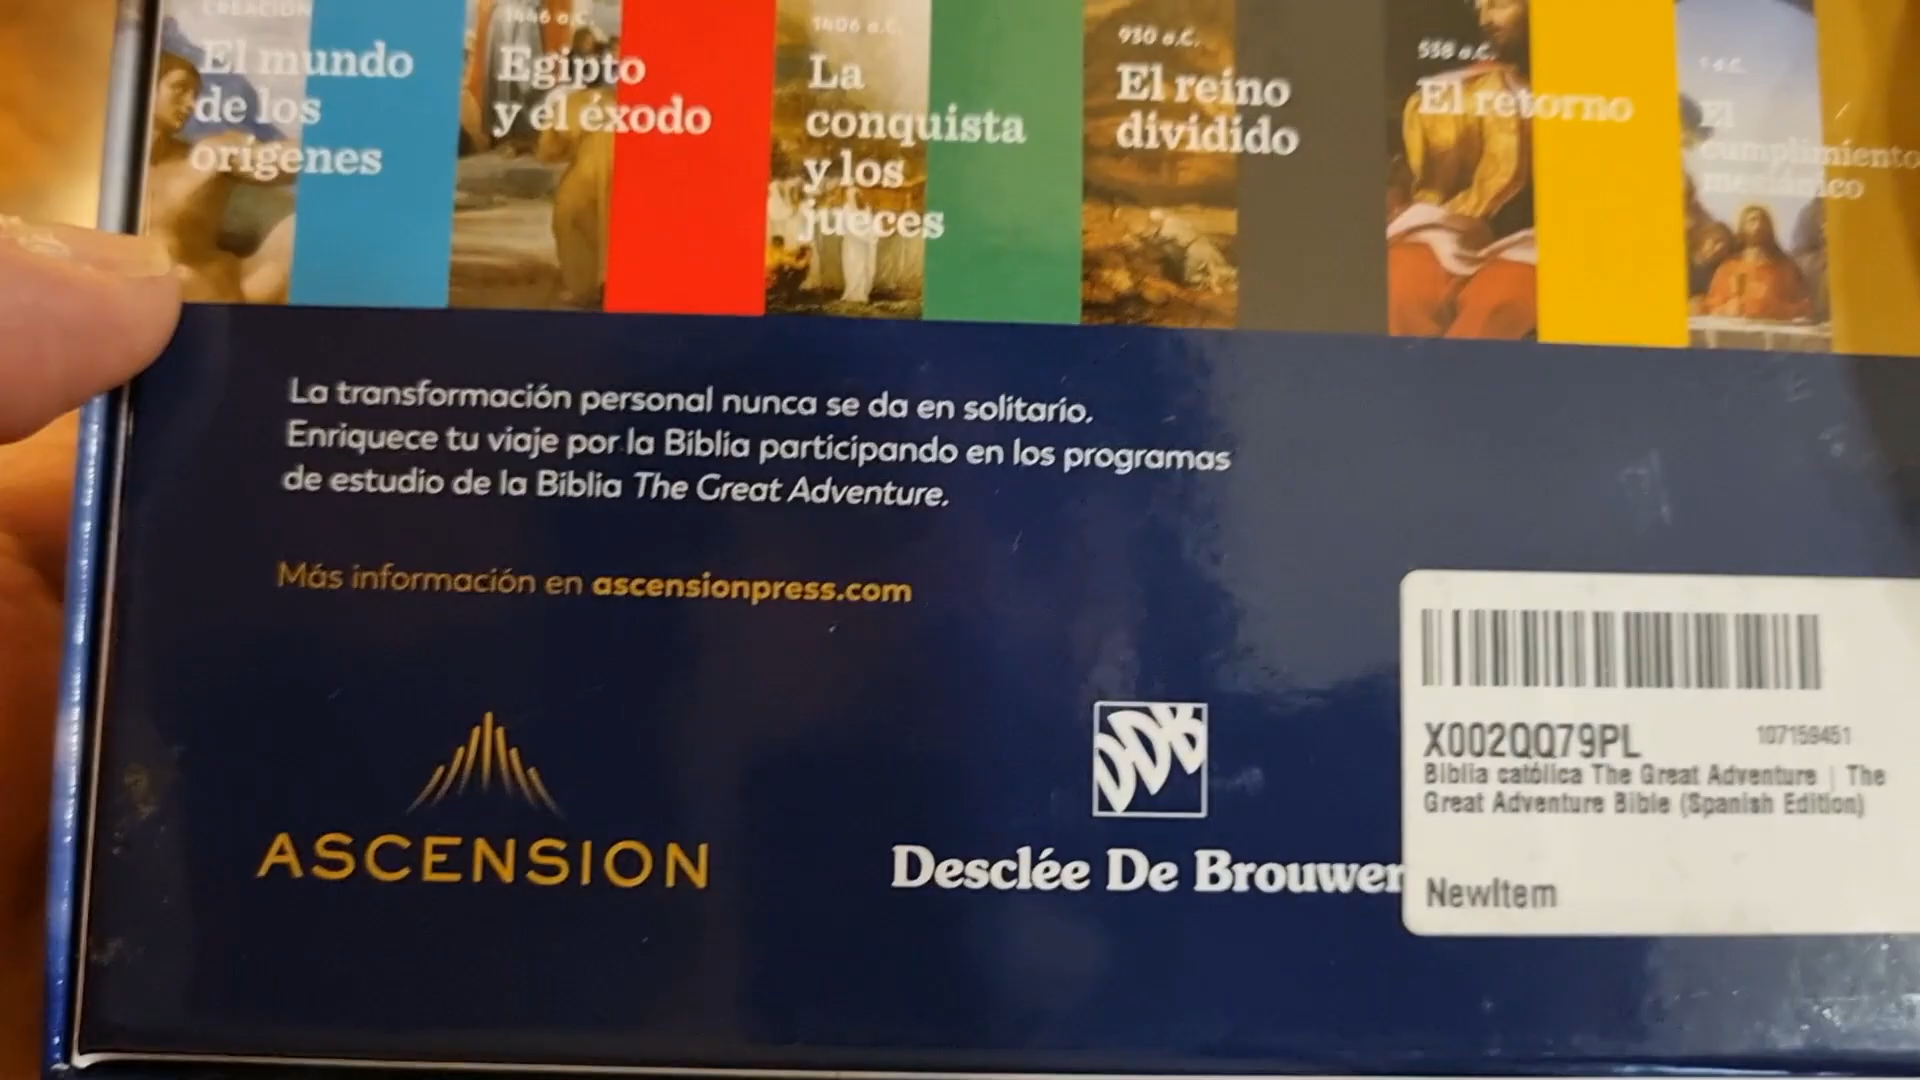 CREACIÓN
El mundo
de los
orígenes
1446 a.C.
Egipto
y el éxodo
1406 a.C.
La
conquista
y los
jueces
930 a.C.
El reino
dividido
538 a.C.
El retorno
El
cumplimiento
mesiánico
La transformación personal nunca se da en solitario.
Enriquece tu viaje por la Biblia participando en los programas
de estudio de la Biblia The Great Adventure.
Más información en ascensionpress.com
ASCENSION
DDB
Desclée De Brouwer
X002QQ79PL
107159451
Biblia católica The Great Adventure | The
Great Adventure Bible (Spanish Edition)
NewItem